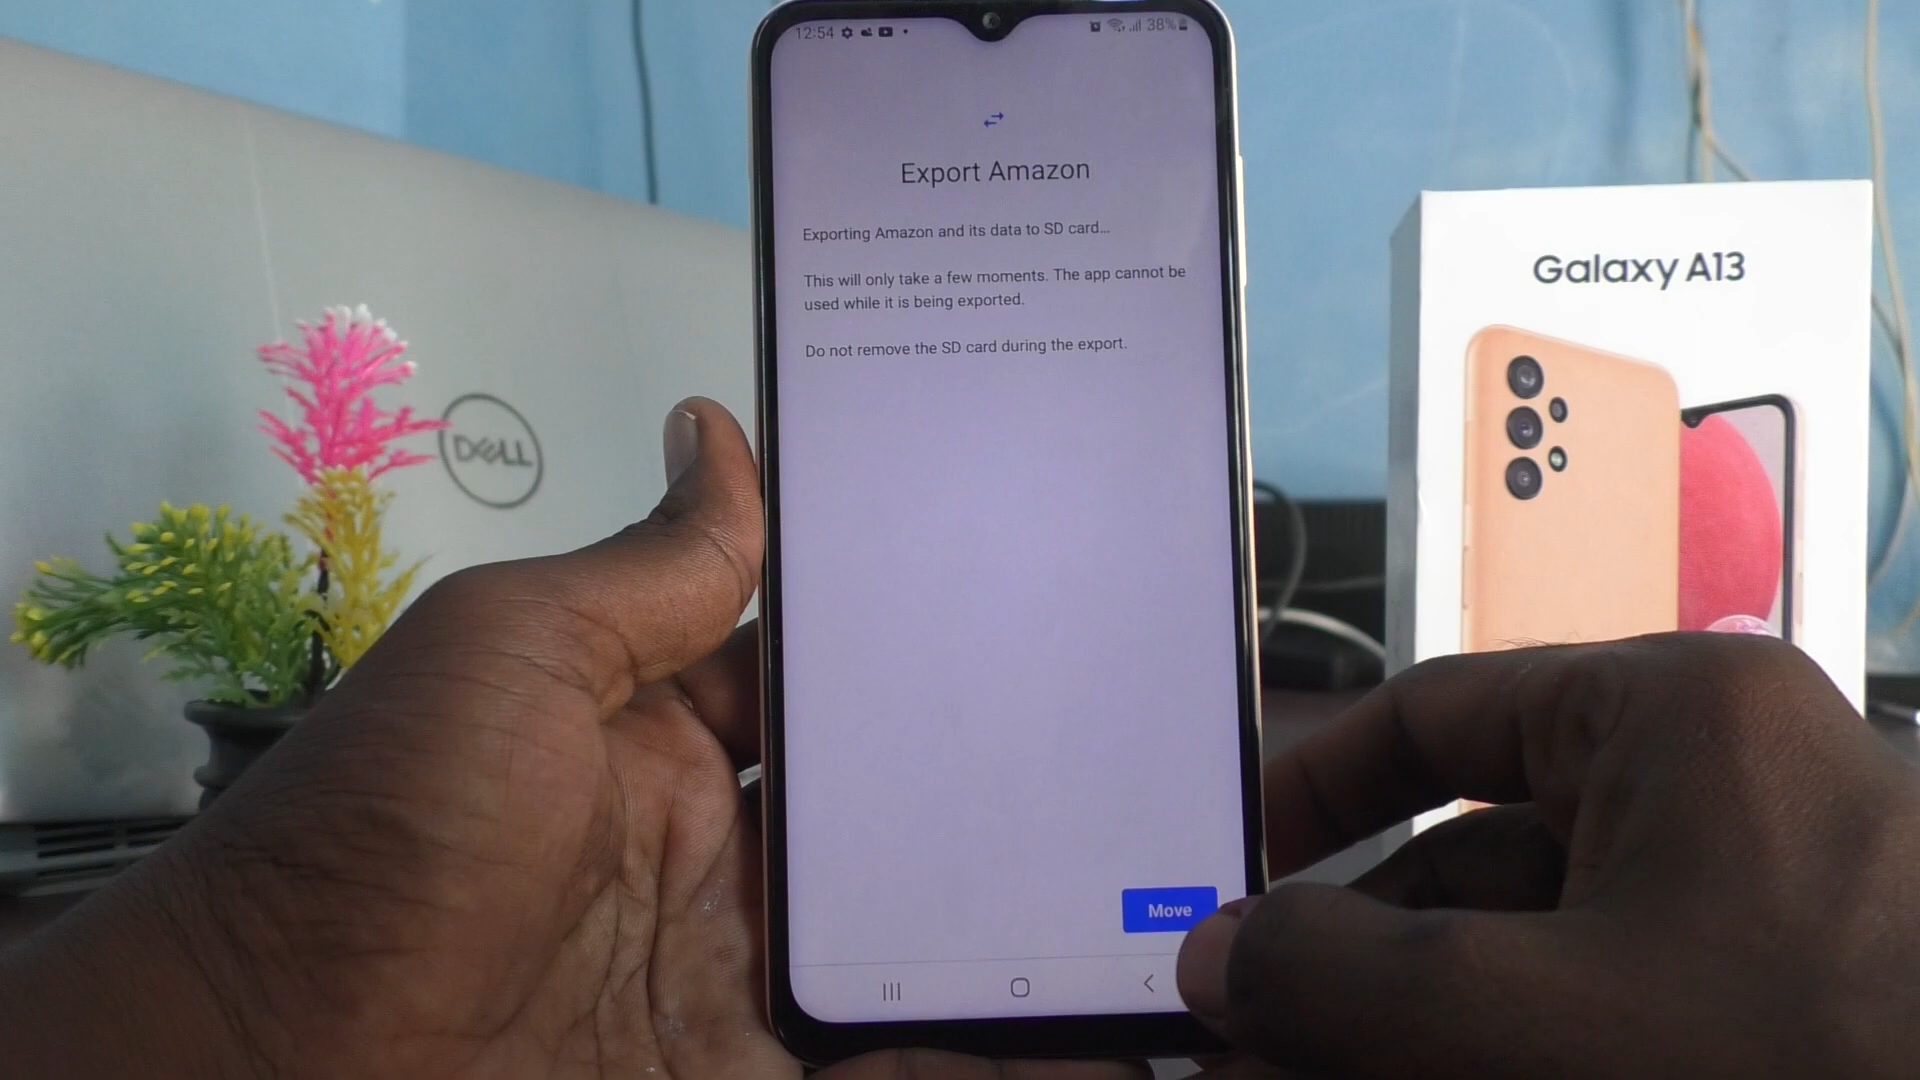 12:54
38%
Export Amazon
Exporting Amazon and its data to SD card...
This will only take a few moments. The app cannot be
used while it is being exported.
Do not remove the SD card during the export.
Move
DELL
Galaxy A13